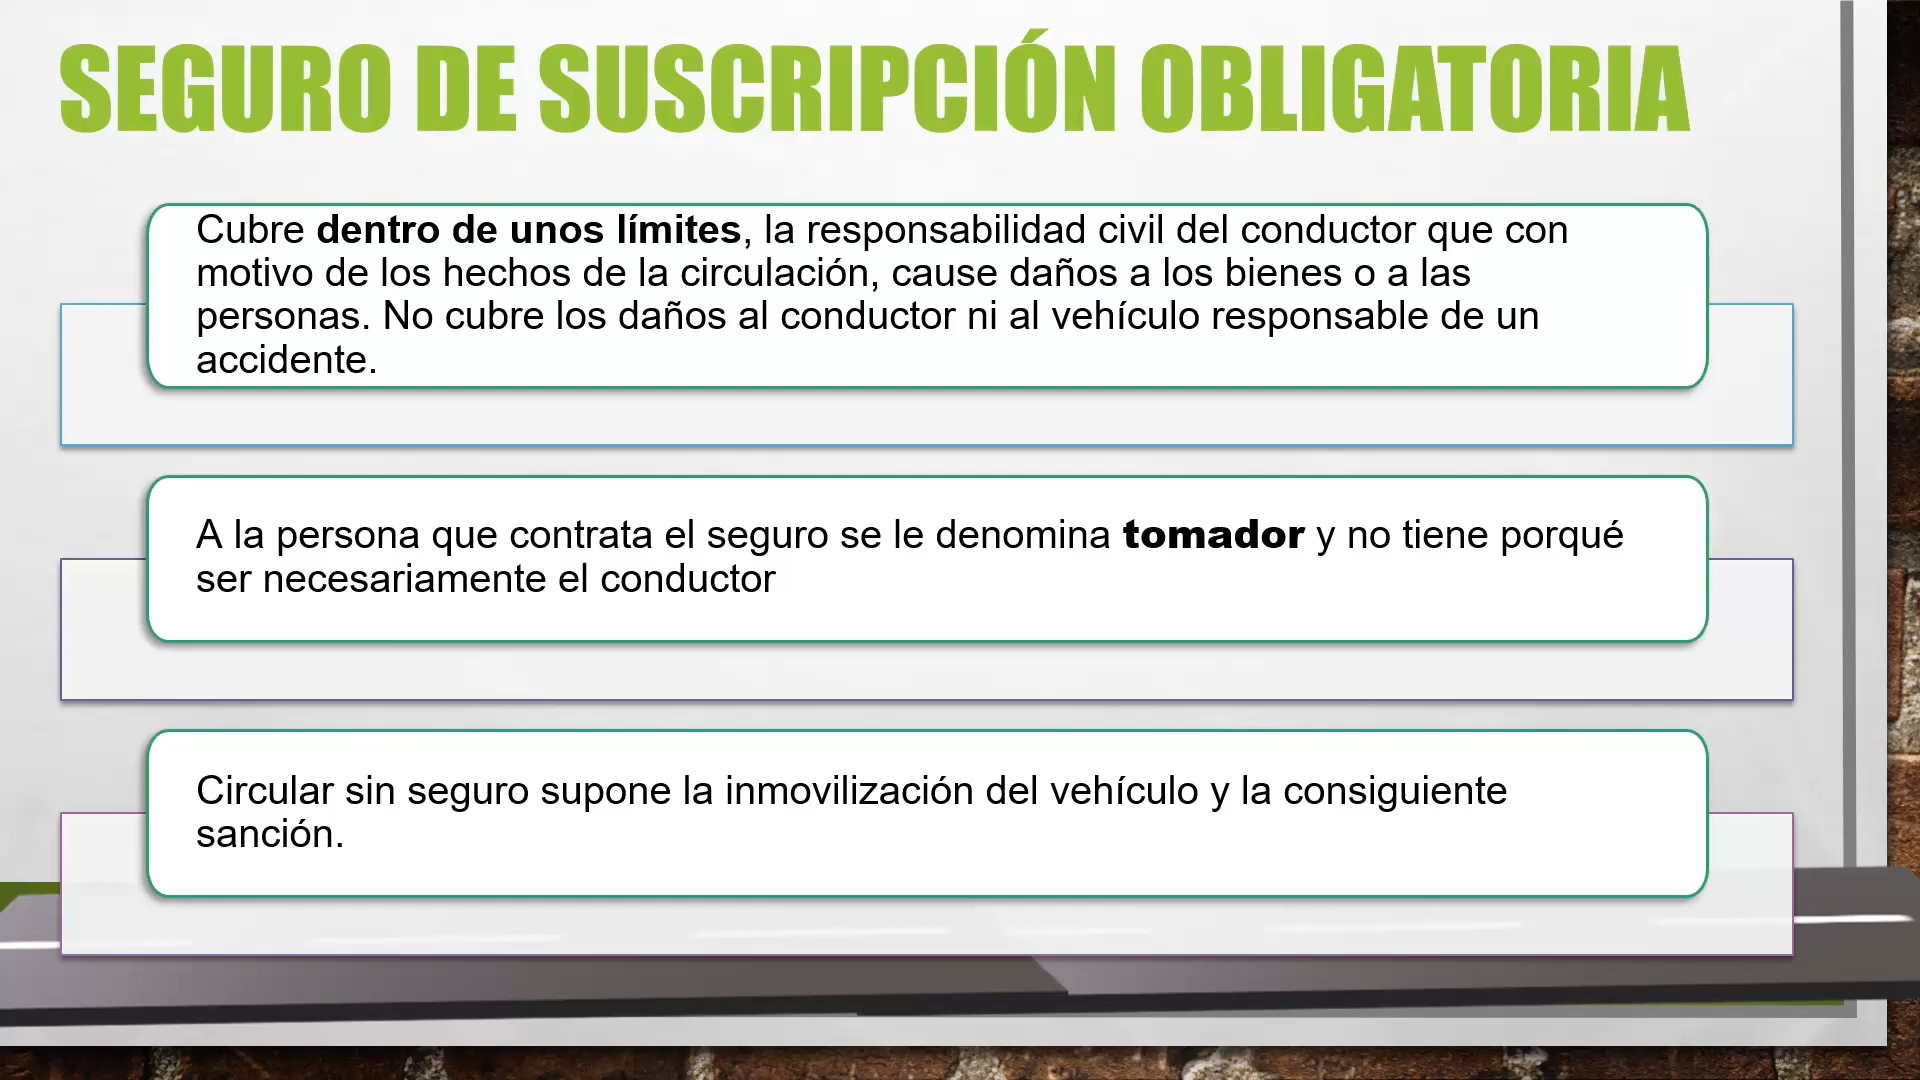 SEGURO DE SUSCRIPCIÓN OBLIGATORIA
Cubre dentro de unos límites, la responsabilidad civil del conductor que con
motivo de los hechos de la circulación, cause daños a los bienes o a las
personas. No cubre los daños al conductor ni al vehículo responsable de un
accidente.
A la persona que contrata el seguro se le denomina tomador y no tiene porqué
ser necesariamente el conductor
Circular sin seguro supone la inmovilización del vehículo y la consiguiente
sanción.